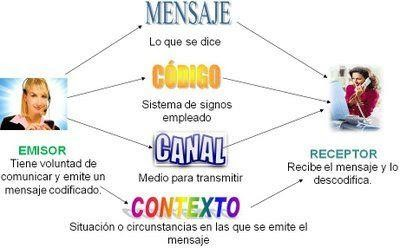 MENSAJE
Lo que se dice
CÓDIGO
Sistema de signos
empleado
CANAL
Medio para transmitir
EMISOR
Tiene voluntad de
comunicar y emite un
mensaje codificado.
RECEPTOR
Recibe el mensaje y lo
descodifica.
CONTEXTO
Situación o circunstancias en las que se emite el
mensaje